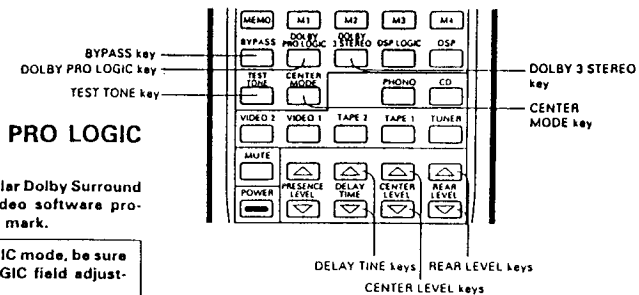 MEMO M1 M2 M3 M4
BYPASS DOLBY PRO LOGIC DOLBY 3 STEREO DSP LOGIC DSP
BYPASS key
DOLBY PRO LOGIC key
DOLBY 3 STEREO
key
TEST TONE CENTER MODE PHONO CD
TEST TONE key
CENTER
MODE key
VIDEO 2 VIDEO 1 TAPE 2 TAPE 1 TUNER
PRO LOGIC
MUTE
POWER PRESENCE LEVEL DELAY TIME CENTER LEVEL REAR LEVEL
lar Dolby Surround
deo software pro-
mark.
IC mode, be sure
GIC field adjust-
DELAY TINE keys REAR LEVEL keys
CENTER LEVEL keys